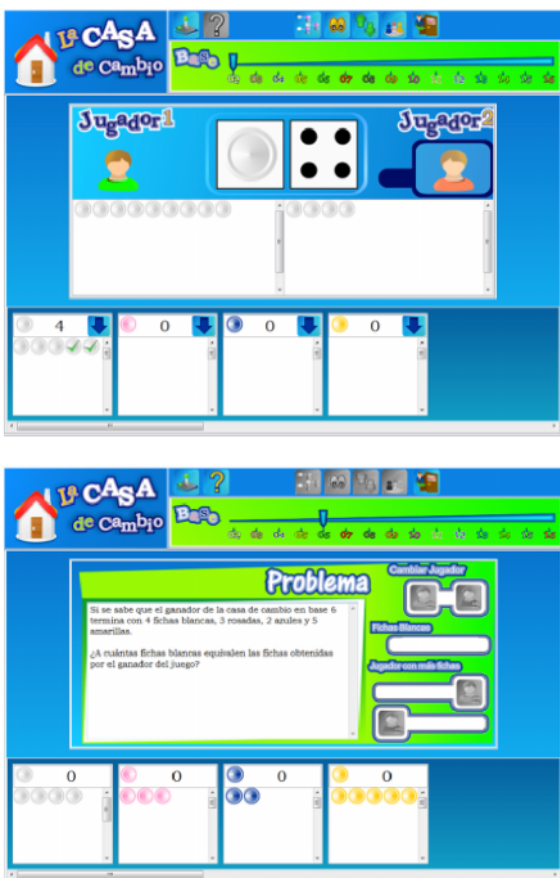 La CASA
de Cambio
Base
Jugador1
Jugador2
4
0
0
0
La CASA
de Cambio
Base
Problema
Cambiar Jugador
Si se sabe que el ganador de la casa de cambio en base 6
termina con 4 fichas blancas, 3 rosadas, 2 azules y 5
amarillas.
¿A cuántas fichas blancas equivalen las fichas obtenidas
por el ganador del juego?
Fichas Blancas
Jugador con más fichas
0
0
0
0